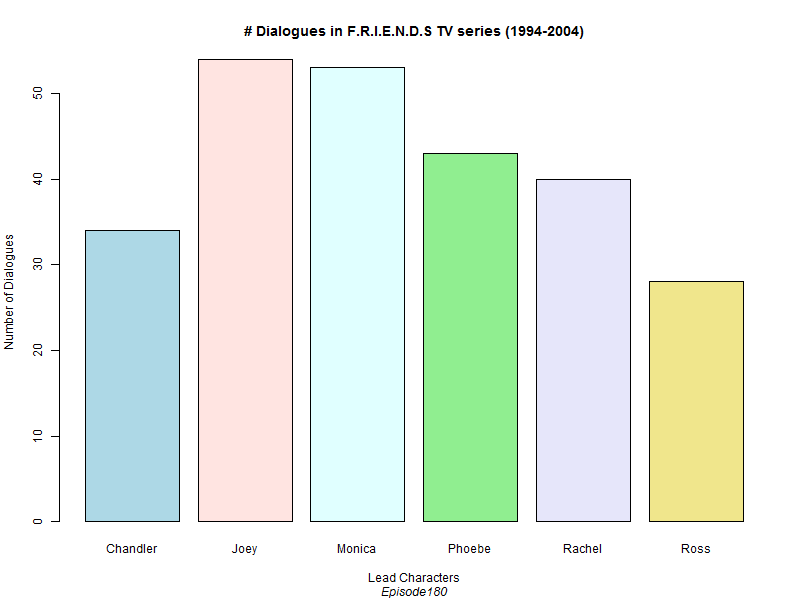 # Dialogues in F.R.I.E.N.D.S TV series (1994-2004)
Number of Dialogues
50
40
30
20
10
0
Chandler Joey Monica Phoebe Rachel Ross
Lead Characters
Episode180